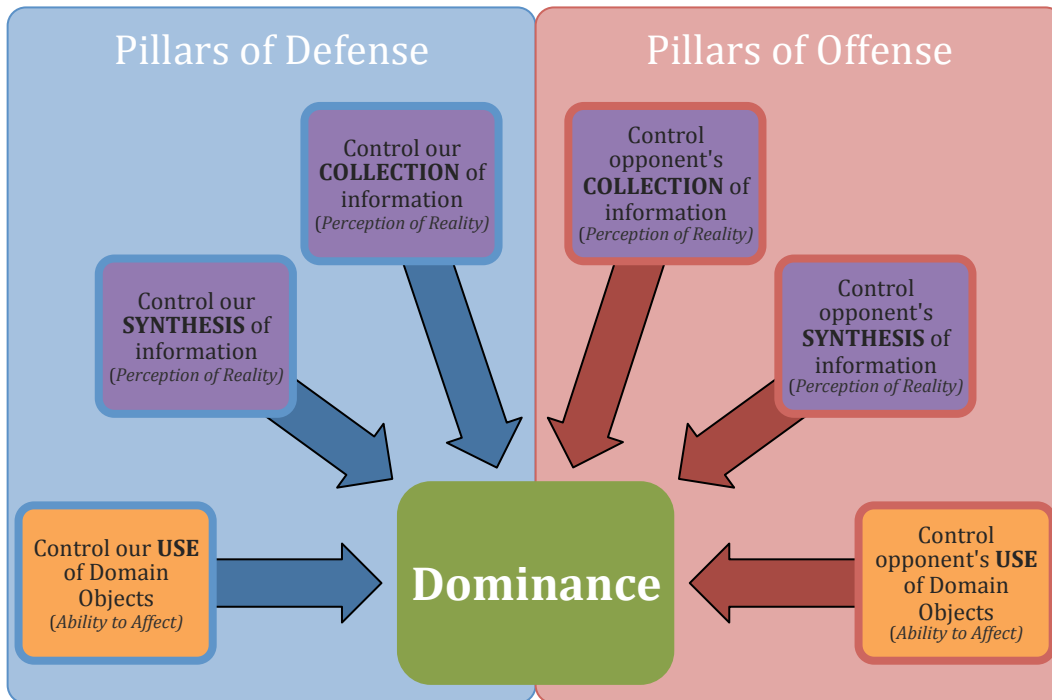 Pillars of Defense
Pillars of Offense
Control our
COLLECTION of
information
(Perception of Reality)
Control
opponent's
COLLECTION of
information
(Perception of Reality)
Control our
SYNTHESIS of
information
(Perception of Reality)
Control
opponent's
SYNTHESIS of
information
(Perception of Reality)
Control our USE
of Domain
Objects
(Ability to Affect)
Dominance
Control
opponent's USE
of Domain
Objects
(Ability to Affect)